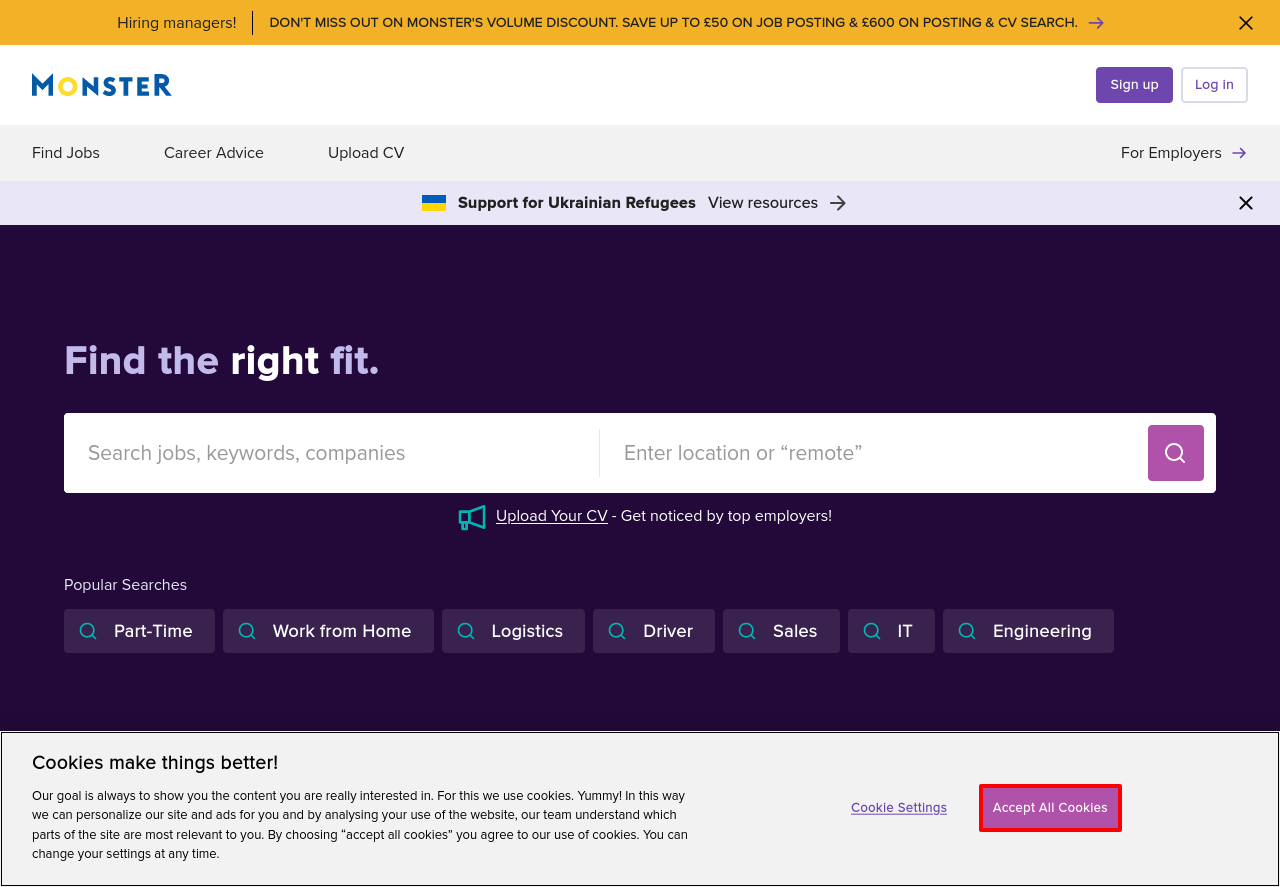 Hiring managers!
DON'T MISS OUT ON MONSTER'S VOLUME DISCOUNT. SAVE UP TO £50 ON JOB POSTING & £600 ON POSTING & CV SEARCH.
MONSTER
Sign up
Log in
Find Jobs
Career Advice
Upload CV
For Employers
Support for Ukrainian Refugees View resources
Find the right fit.
Search jobs, keywords, companies
Enter location or “remote”
Upload Your CV - Get noticed by top employers!
Popular Searches
Part-Time
Work from Home
Logistics
Driver
Sales
IT
Engineering
Cookies make things better!
Our goal is always to show you the content you are really interested in. For this we use cookies. Yummy! In this way
we can personalize our site and ads for you and by analysing your use of the website, our team understand which
parts of the site are most relevant to you. By choosing “accept all cookies” you agree to our use of cookies. You can
change your settings at any time.
Cookie Settings
Accept All Cookies